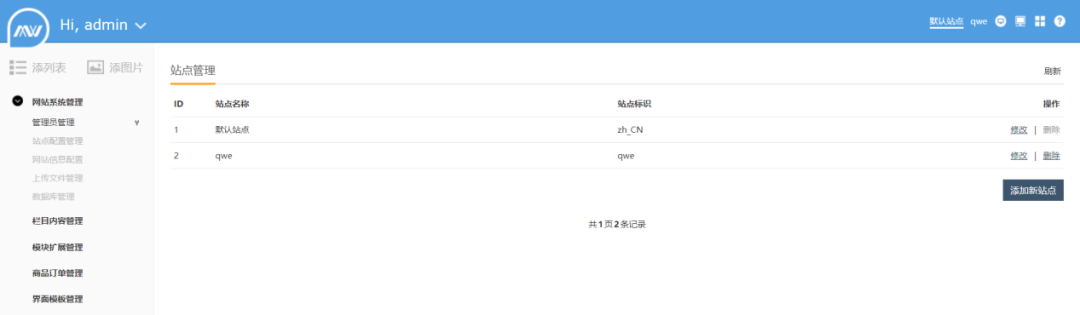 Hi, admin
默认站点 qwe
添列表 添图片
网站系统管理
管理员管理
站点配置管理
网站信息配置
上传文件管理
数据库管理
栏目内容管理
模块扩展管理
商品订单管理
界面模板管理
站点管理 刷新
ID 站点名称 站点标识 操作
1 默认站点 zh_CN 修改 | 删除
2 qwe qwe 修改 | 删除
添加新站点
共1页2条记录